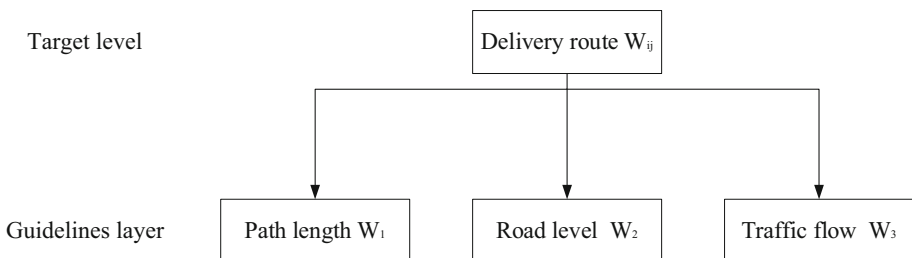 Target level
Delivery route Wij
Guidelines layer
Path length W1
Road level W2
Traffic flow W3